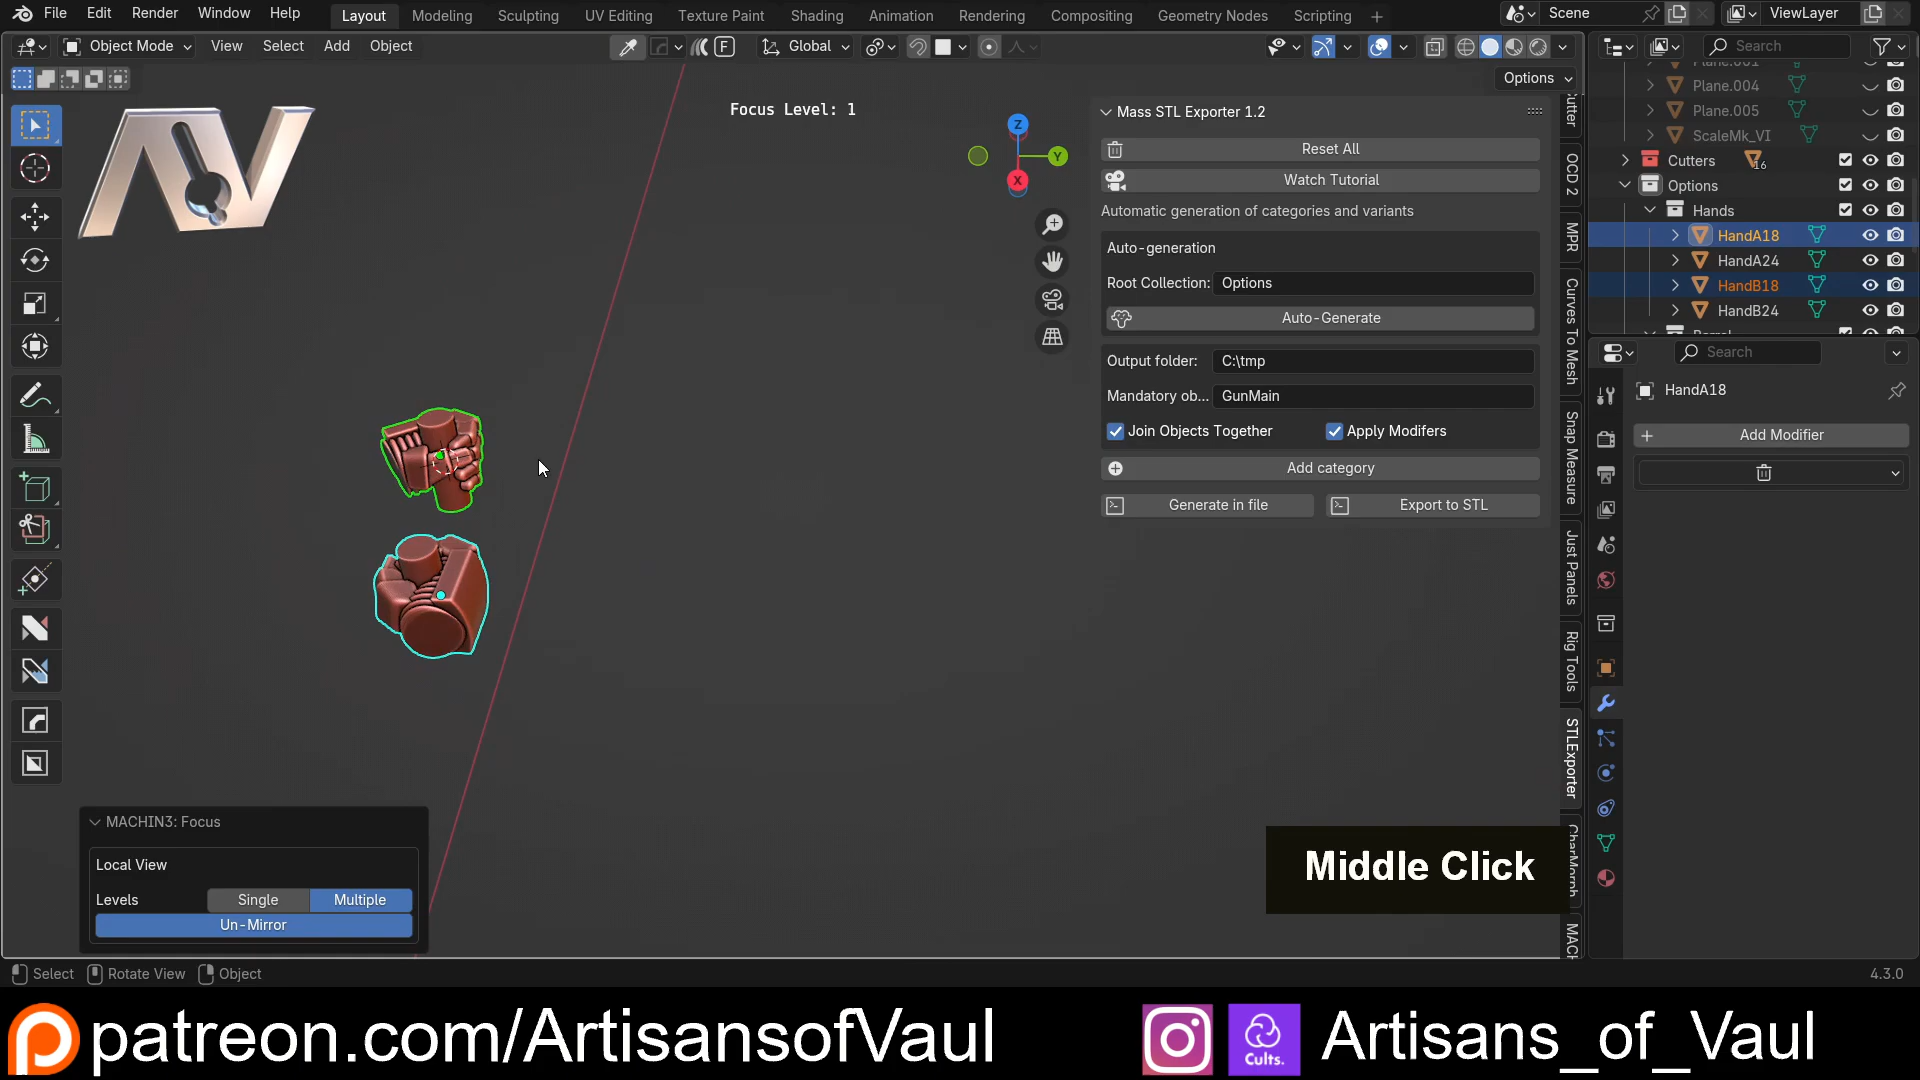 File Edit Render Window Help Layout Modeling Sculpting UV Editing Texture Paint Shading Animation Rendering Compositing Geometry Nodes Scripting + Scene ViewLayer
Object Mode View Select Add Object F Global Search
Options
Focus Level: 1
Z
Y
X
AV
Mass STL Exporter 1.2
Reset All
Watch Tutorial
Automatic generation of categories and variants
Auto-generation
Root Collection: Options
Auto-Generate
Output folder: C:\tmp
Mandatory ob... GunMain
Join Objects Together Apply Modifers
Add category
Generate in file Export to STL
OCD 2
MPR
Curves To Mesh
Snap Measure
Just Panels
Rig Tools
STLExporter
CharMorph
Plane.001
Plane.004
Plane.005
ScaleMk_VI
Cutters 16
Options
Hands
HandA18
HandA24
HandB18
HandB24
Barrel
Search
HandA18
Add Modifier
MACHIN3: Focus
Local View
Levels Single Multiple
Un-Mirror
Middle Click
Select Rotate View Object 4.3.0
patreon.com/ArtisansofVaul Cults. Artisans_of_Vaul